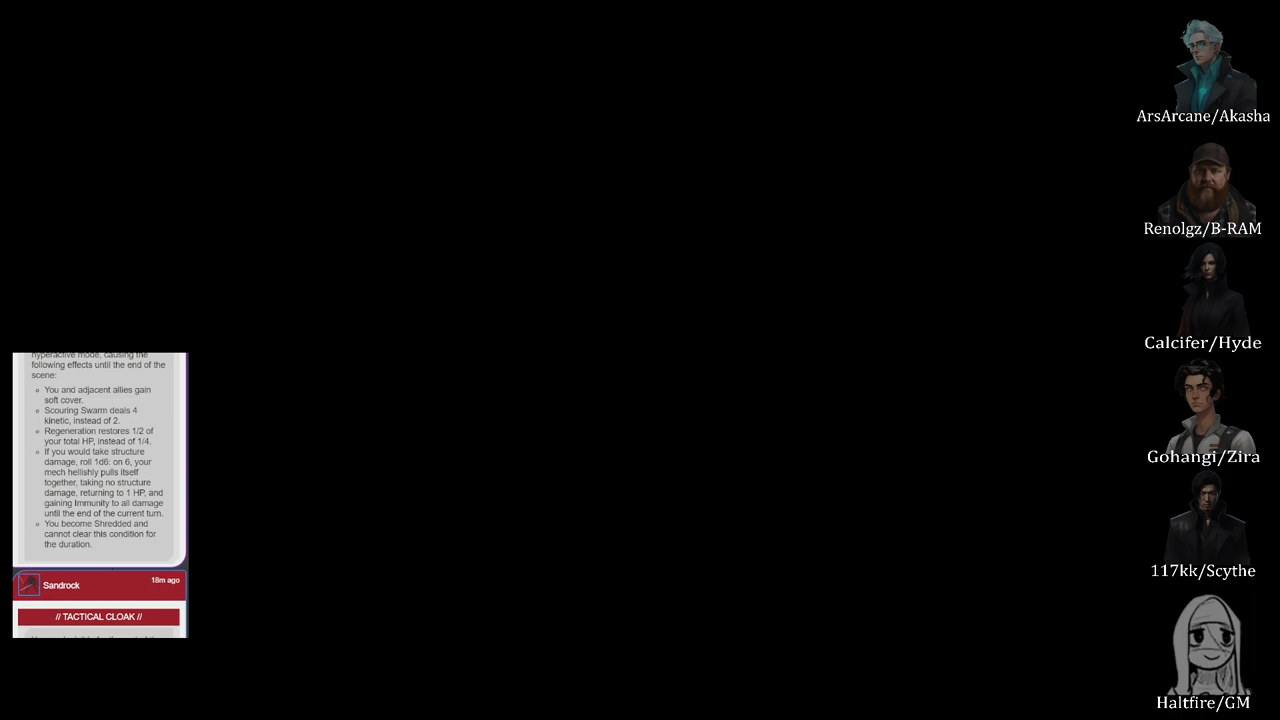 ArsArcane/Akasha
Renolgz/B-RAM
Calcifer/Hyde
hyperactive mode, causing the
following effects until the end of the
scene:
You and adjacent allies gain
soft cover.
Scouring Swarm deals 4
kinetic, instead of 2.
Regeneration restores 1/2 of
your total HP, instead of 1/4.
If you would take structure
damage, roll 1d6: on 6, your
mech hellishly pulls itself
together, taking no structure
damage, returning to 1 HP, and
gaining Immunity to all damage
until the end of the current turn.
You become Shredded and
cannot clear this condition for
the duration.
Sandrock
18m ago
// TACTICAL CLOAK //
Gohangi/Zira
117kk/Scythe
Haltfire/GM